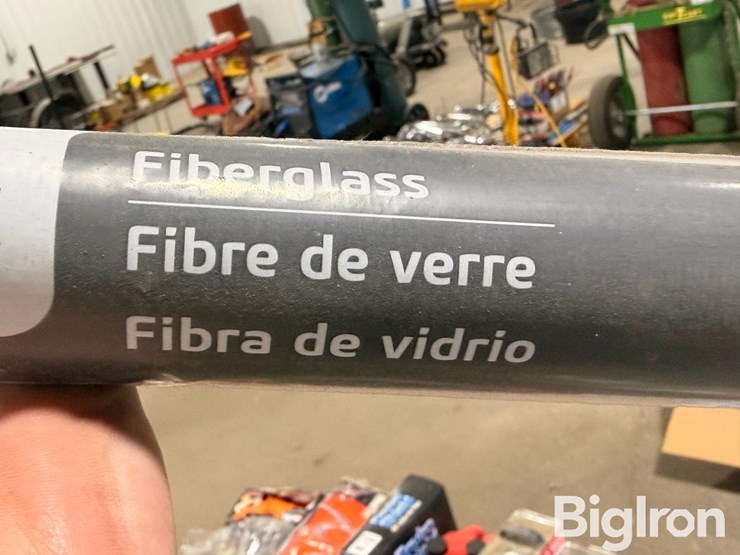 Fiberglass
Fibre de verre
Fibra de vidrio
BigIron